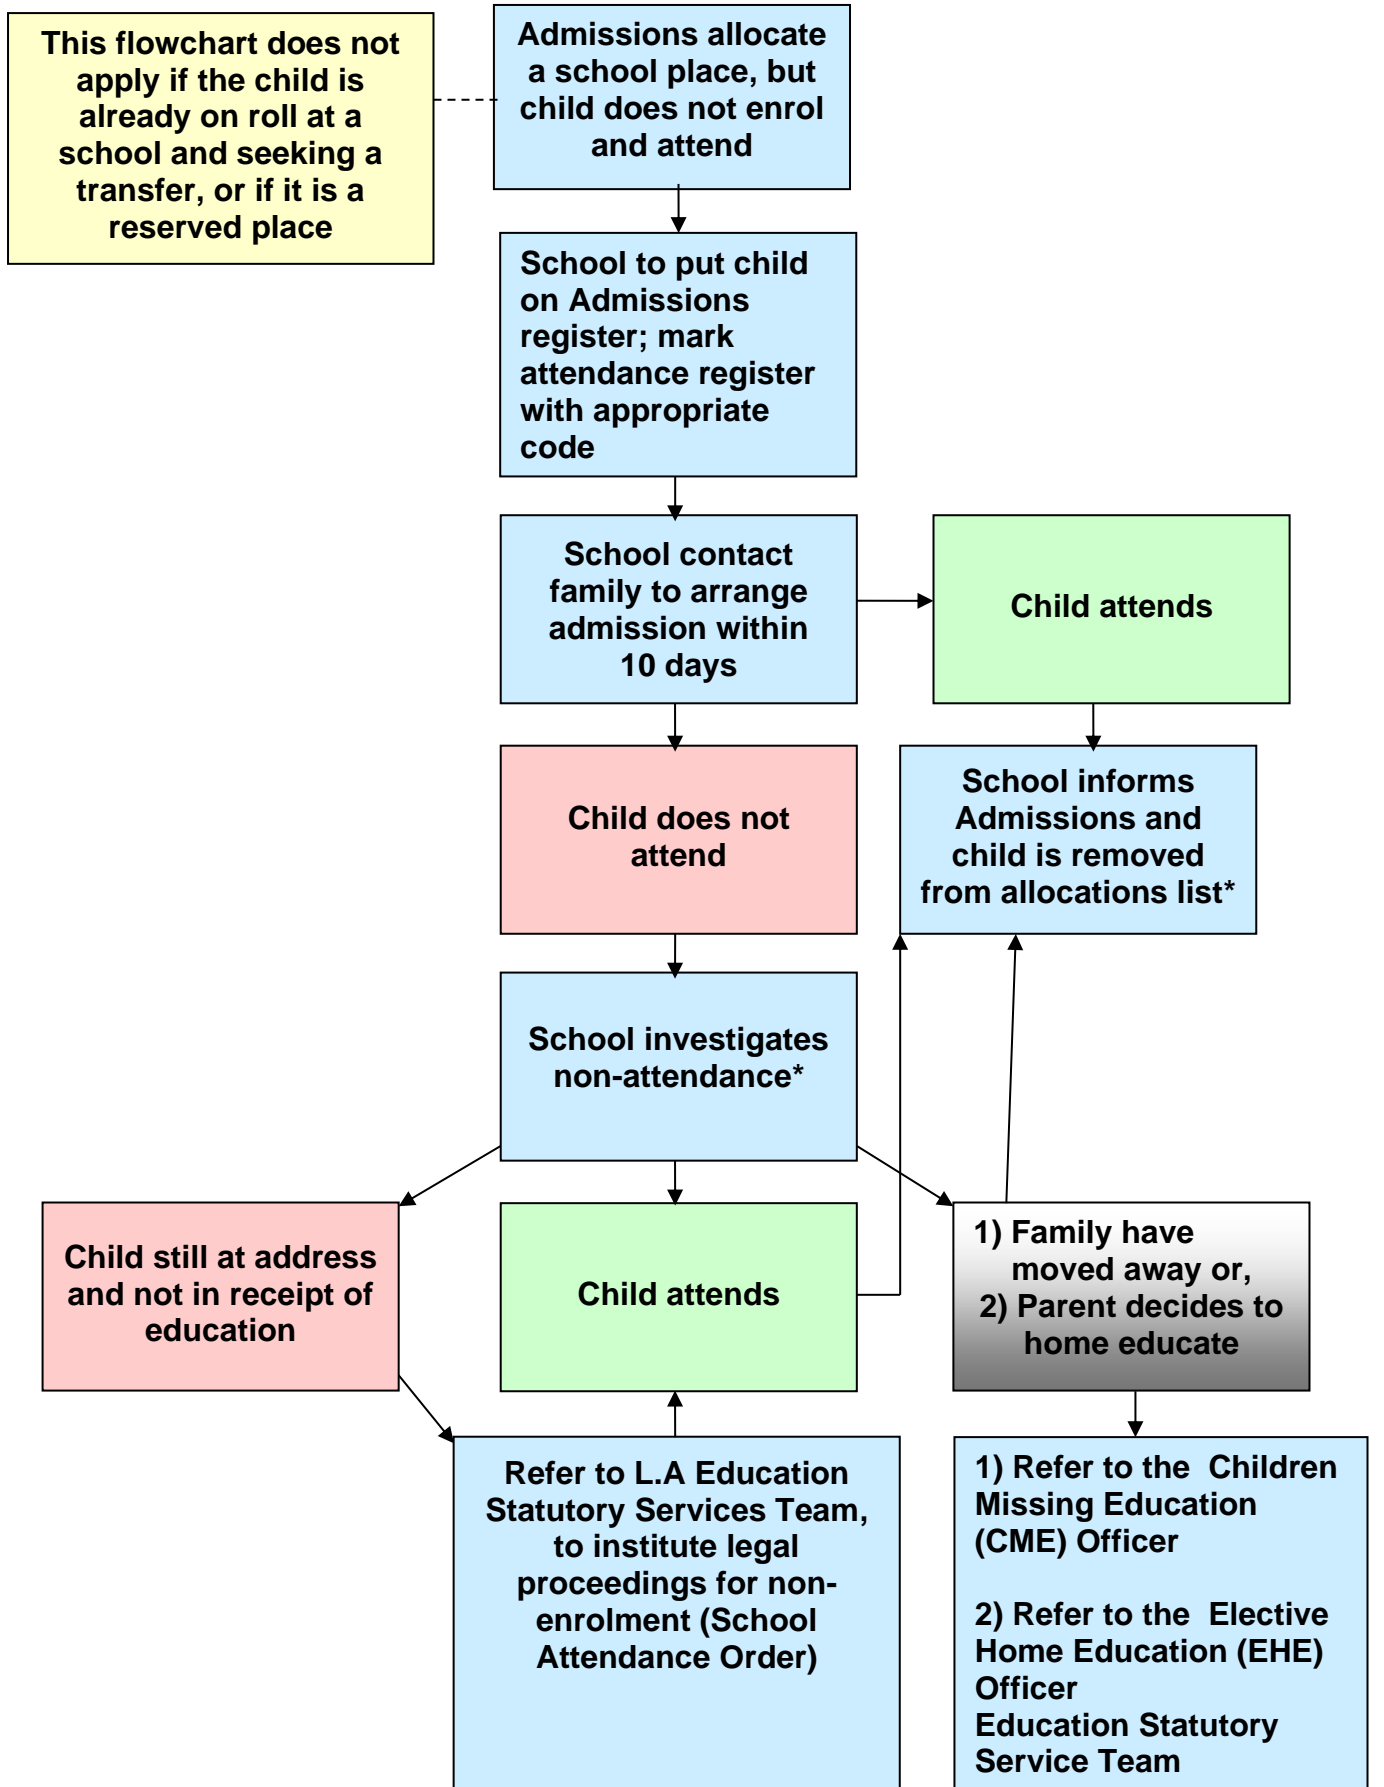 This flowchart does not
apply if the child is
already on roll at a
school and seeking a
transfer, or if it is a
reserved place
Admissions allocate
a school place, but
child does not enrol
and attend
School to put child
on Admissions
register; mark
attendance register
with appropriate
code
School contact
family to arrange
admission within
10 days
Child attends
Child does not
attend
School informs
Admissions and
child is removed
from allocations list*
School investigates
non-attendance*
Child still at address
and not in receipt of
education
Child attends
1) Family have
moved away or,
2) Parent decides to
home educate
Refer to L.A Education
Statutory Services Team,
to institute legal
proceedings for non-
enrolment (School
Attendance Order)
1) Refer to the  Children
Missing Education
(CME) Officer
2) Refer to the  Elective
Home Education (EHE)
Officer
Education Statutory
Service Team